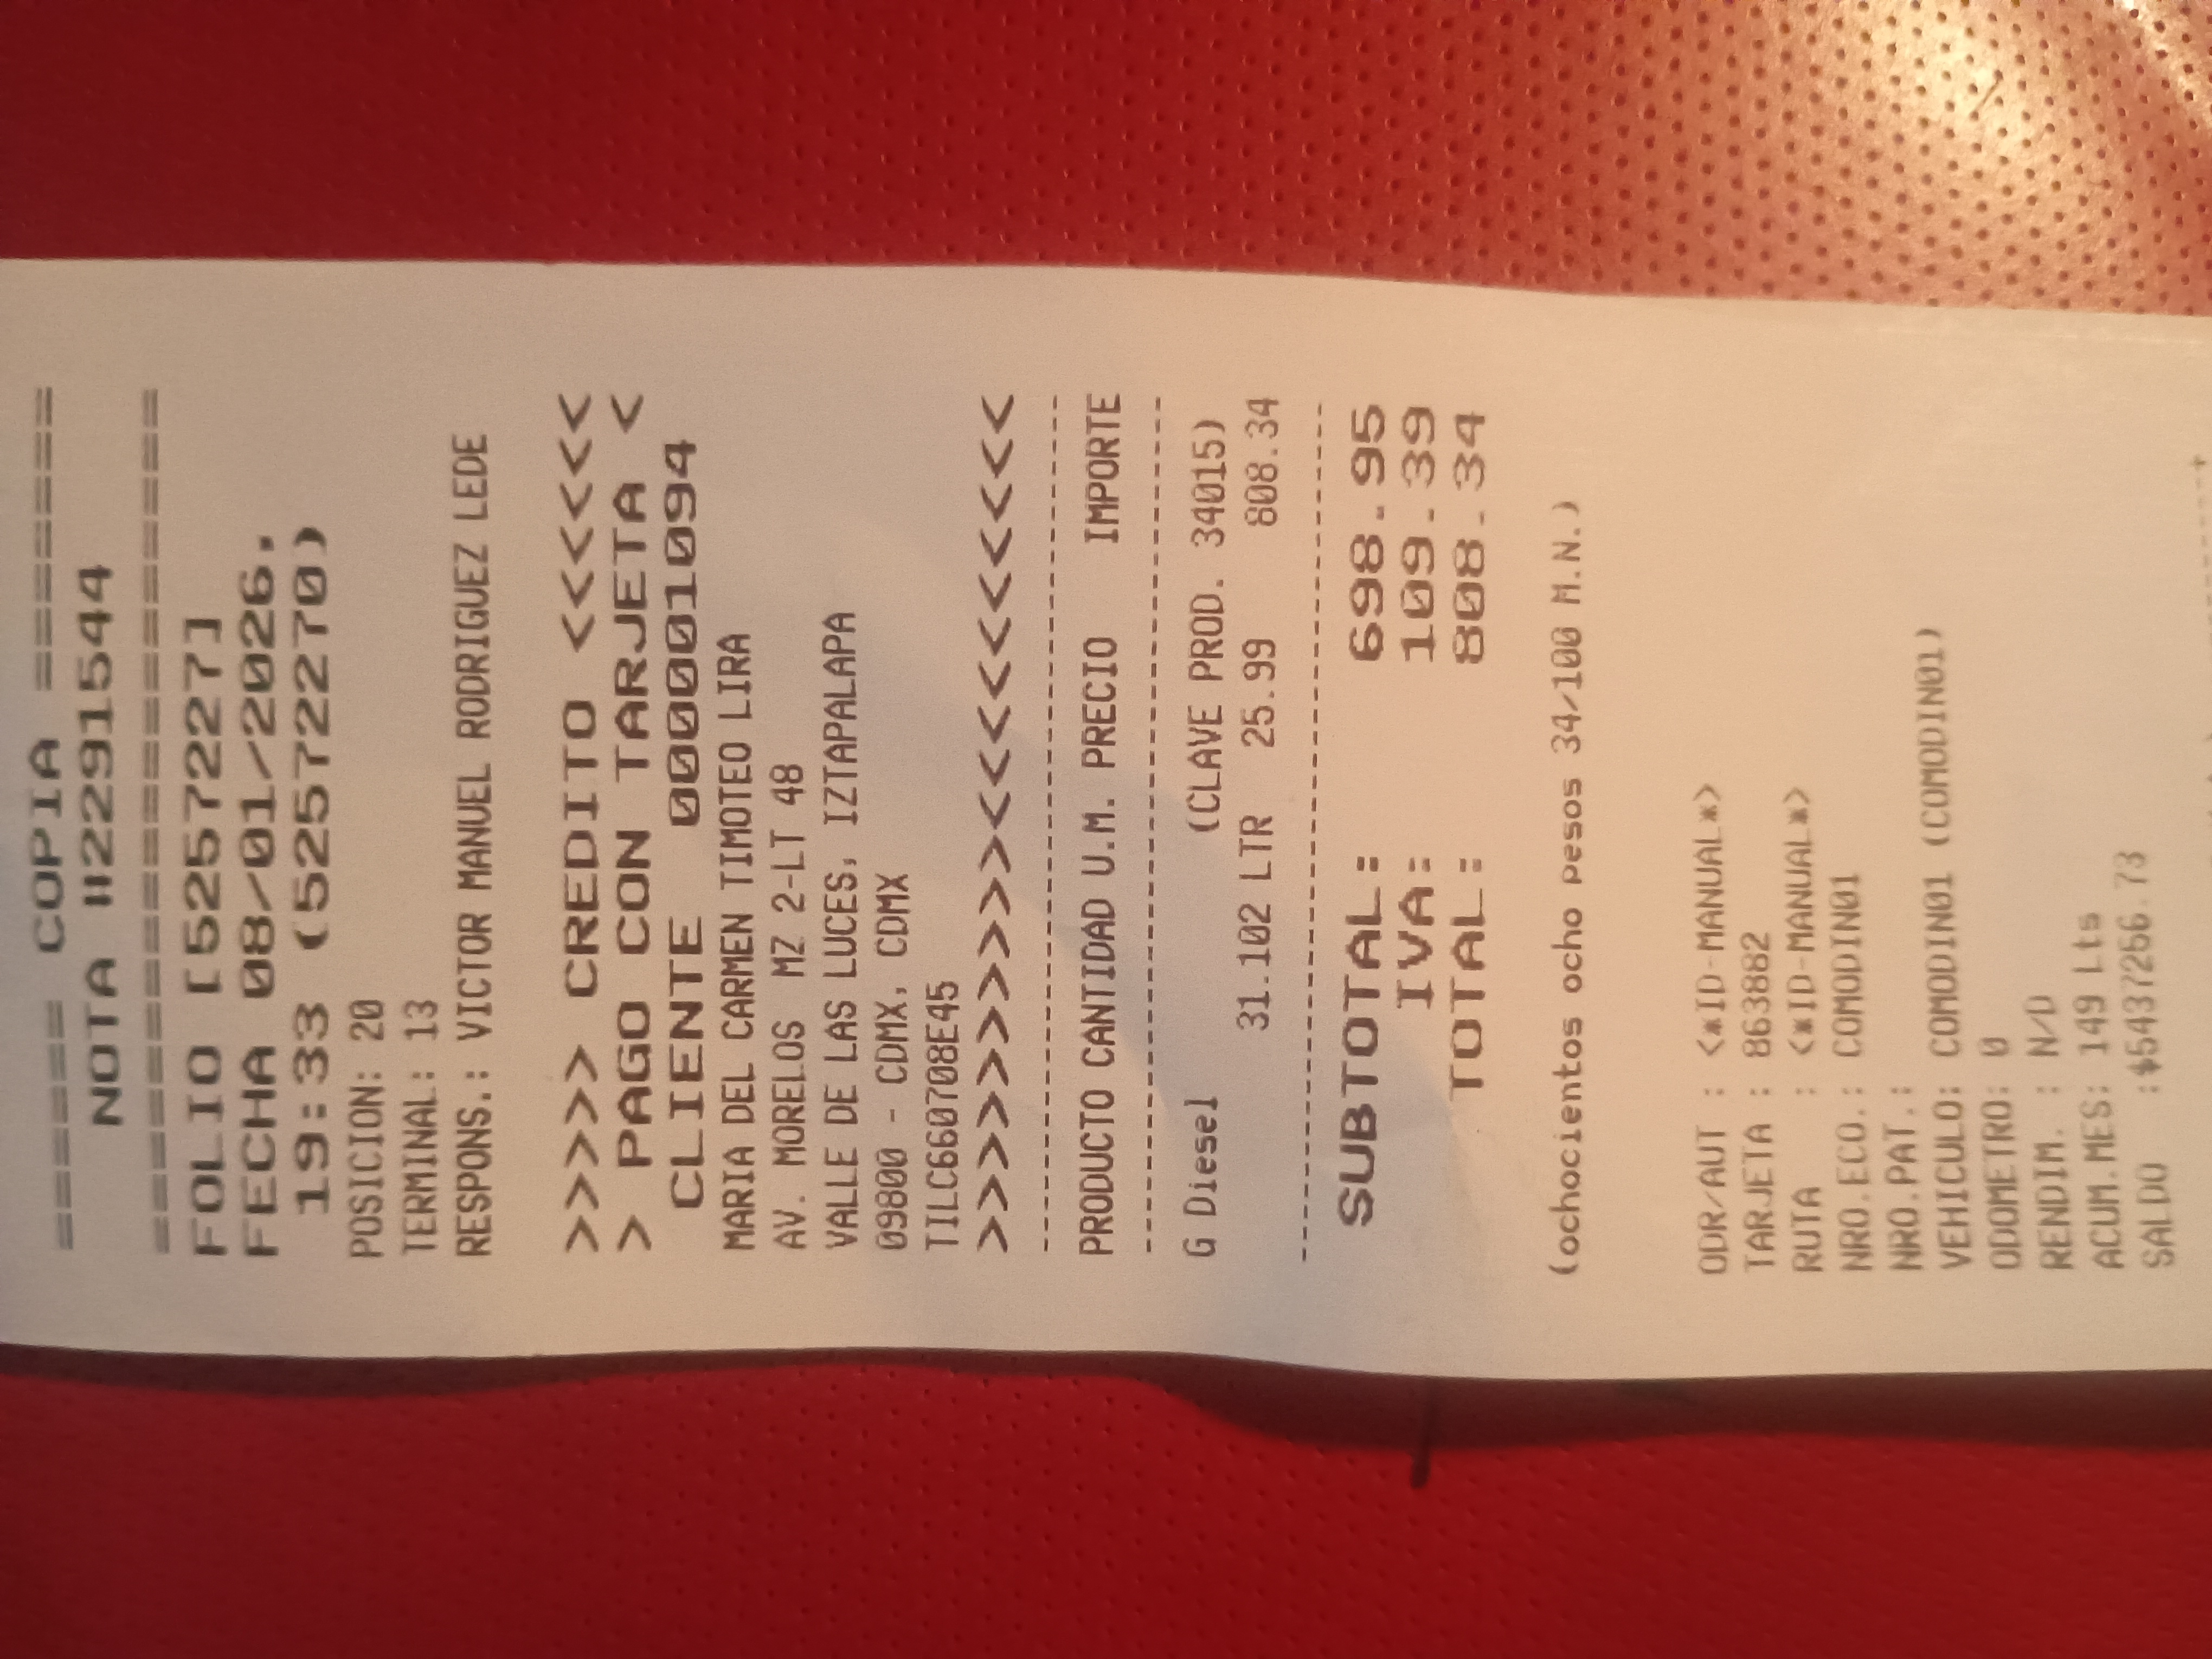 ======= COPIA =======
NOTA #2291544
====================
FOLIO [5257227]
FECHA 08/01/2026,
19:33 (52572270)
POSICION: 20
TERMINAL: 13
RESPONS.: VICTOR MANUEL RODRIGUEZ LEDE
>>>>> CREDITO <<<<<<
> PAGO CON TARJETA <
CLIENTE 0000001094
MARIA DEL CARMEN TIMOTEO LIRA
AV. MORELOS MZ 2-LT 48
VALLE DE LAS LUCES, IZTAPALAPA
09800 - CDMX, CDMX
TILC660708E45
>>>>>>>>>><<<<<<<<<<
----------------------------------------
PRODUCTO CANTIDAD U.M. PRECIO IMPORTE
----------------------------------------
G Diesel (CLAVE PROD. 34015)
31.102 LTR 25.99 808.34
----------------------------------------
SUBTOTAL: 698.95
IVA: 109.39
TOTAL: 808.34
(ochocientos ocho pesos 34/100 M.N.)
ODR/AUT : <*ID-MANUAL*>
TARJETA : 863882
RUTA : <*ID-MANUAL*>
NRO.ECO.: COMODIN01
NRO.PAT.:
VEHICULO: COMODIN01 (COMODIN01)
ODOMETRO: 0
RENDIM. : N/D
ACUM.MES: 149 Lts
SALDO :$5437256.73